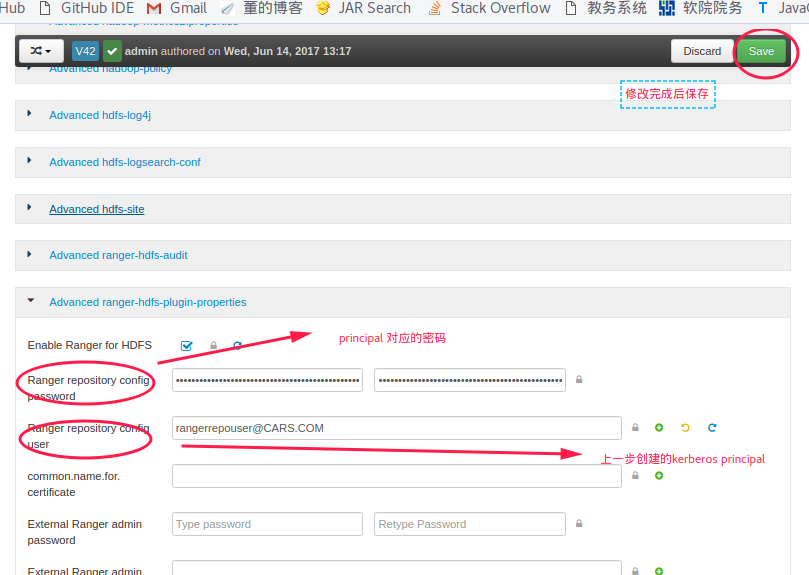 Hub GitHub IDE Gmail 董的博客 JAR Search Stack Overflow 教务系统 软院院务 Java
V42 admin authored on Wed, Jun 14, 2017 13:17 Discard Save
Advanced hadoop-policy
修改完成后保存
Advanced hdfs-log4j
Advanced hdfs-logsearch-conf
Advanced hdfs-site
Advanced ranger-hdfs-audit
Advanced ranger-hdfs-plugin-properties
principal 对应的密码
Enable Ranger for HDFS
Ranger repository config
password
Ranger repository config
user
rangerrepouser@CARS.COM
上一步创建的kerberos principal
common.name.for.
certificate
External Ranger admin
password
Type password Retype Password
External Ranger admin